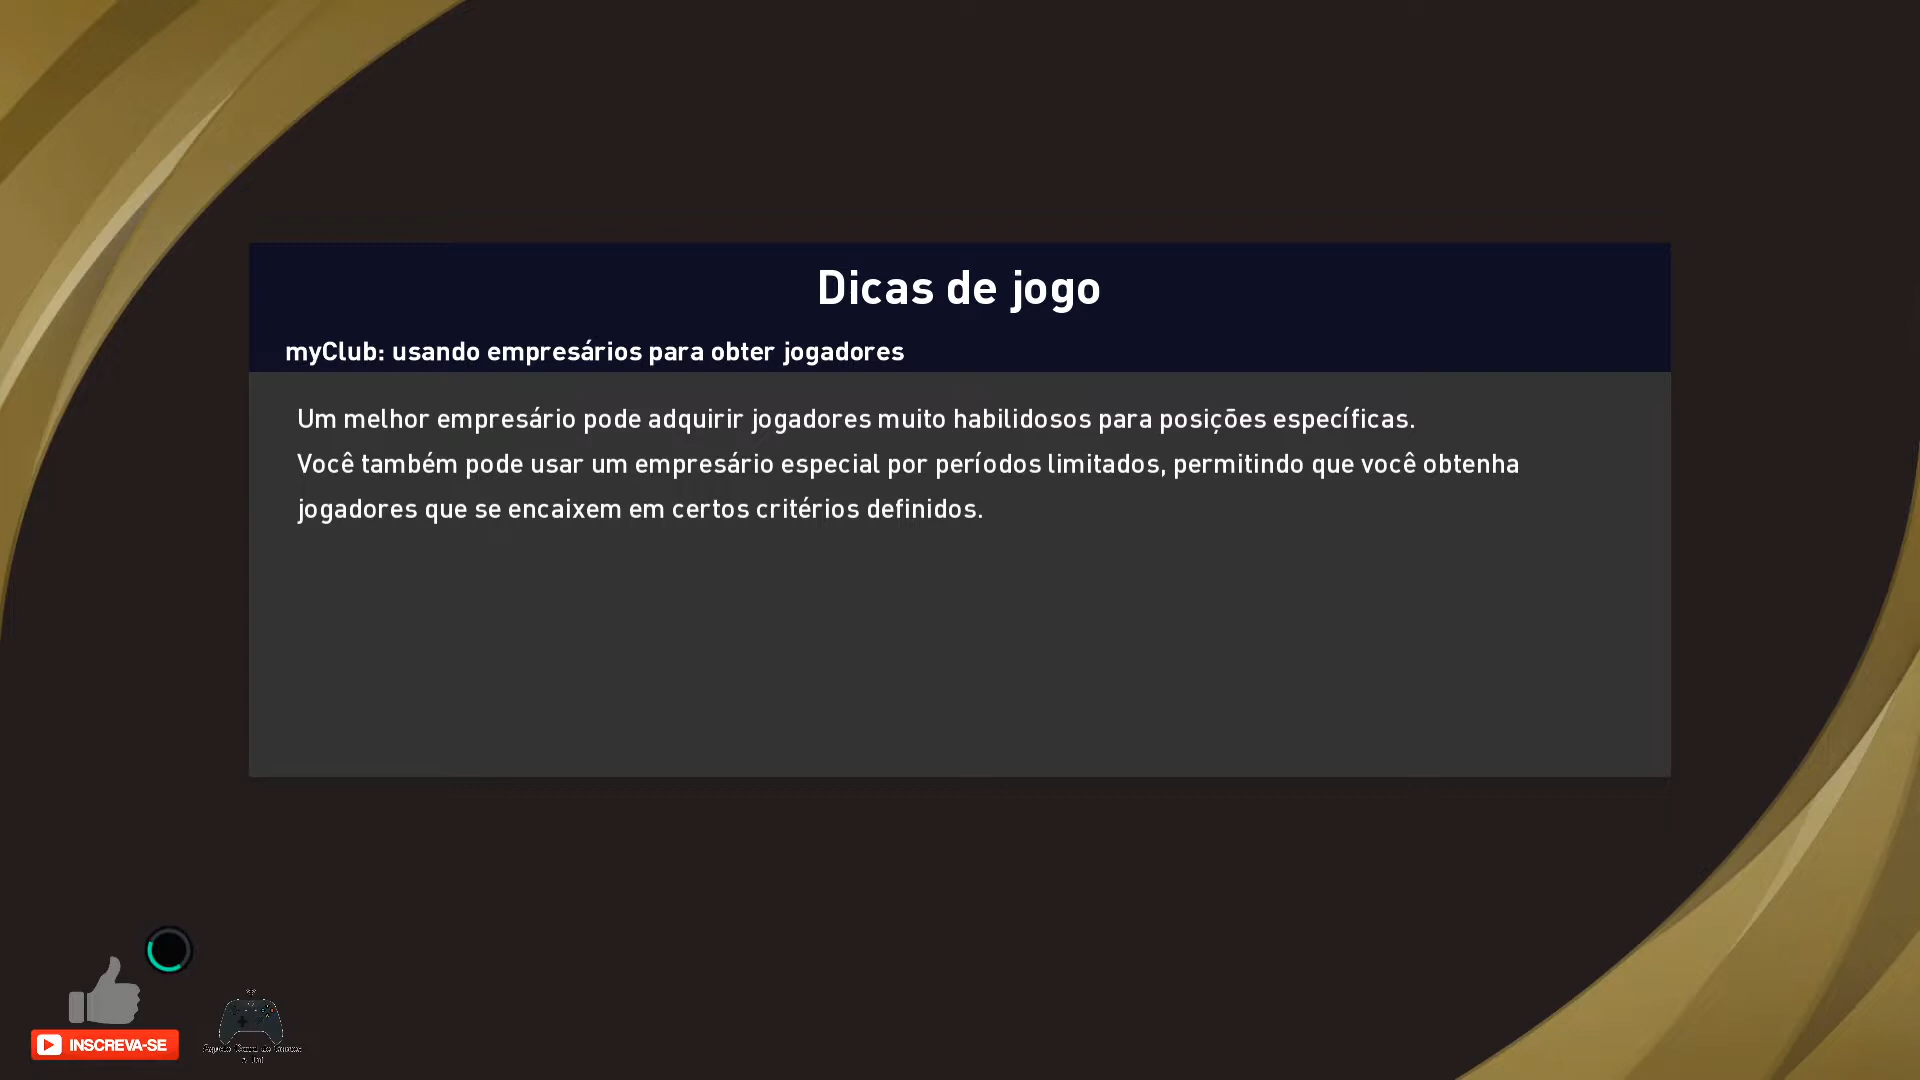 Dicas de jogo
myClub: usando empresários para obter jogadores
Um melhor empresário pode adquirir jogadores muito habilidosos para posições específicas.
Você também pode usar um empresário especial por períodos limitados, permitindo que você obtenha
jogadores que se encaixem em certos critérios definidos.
INSCREVA-SE